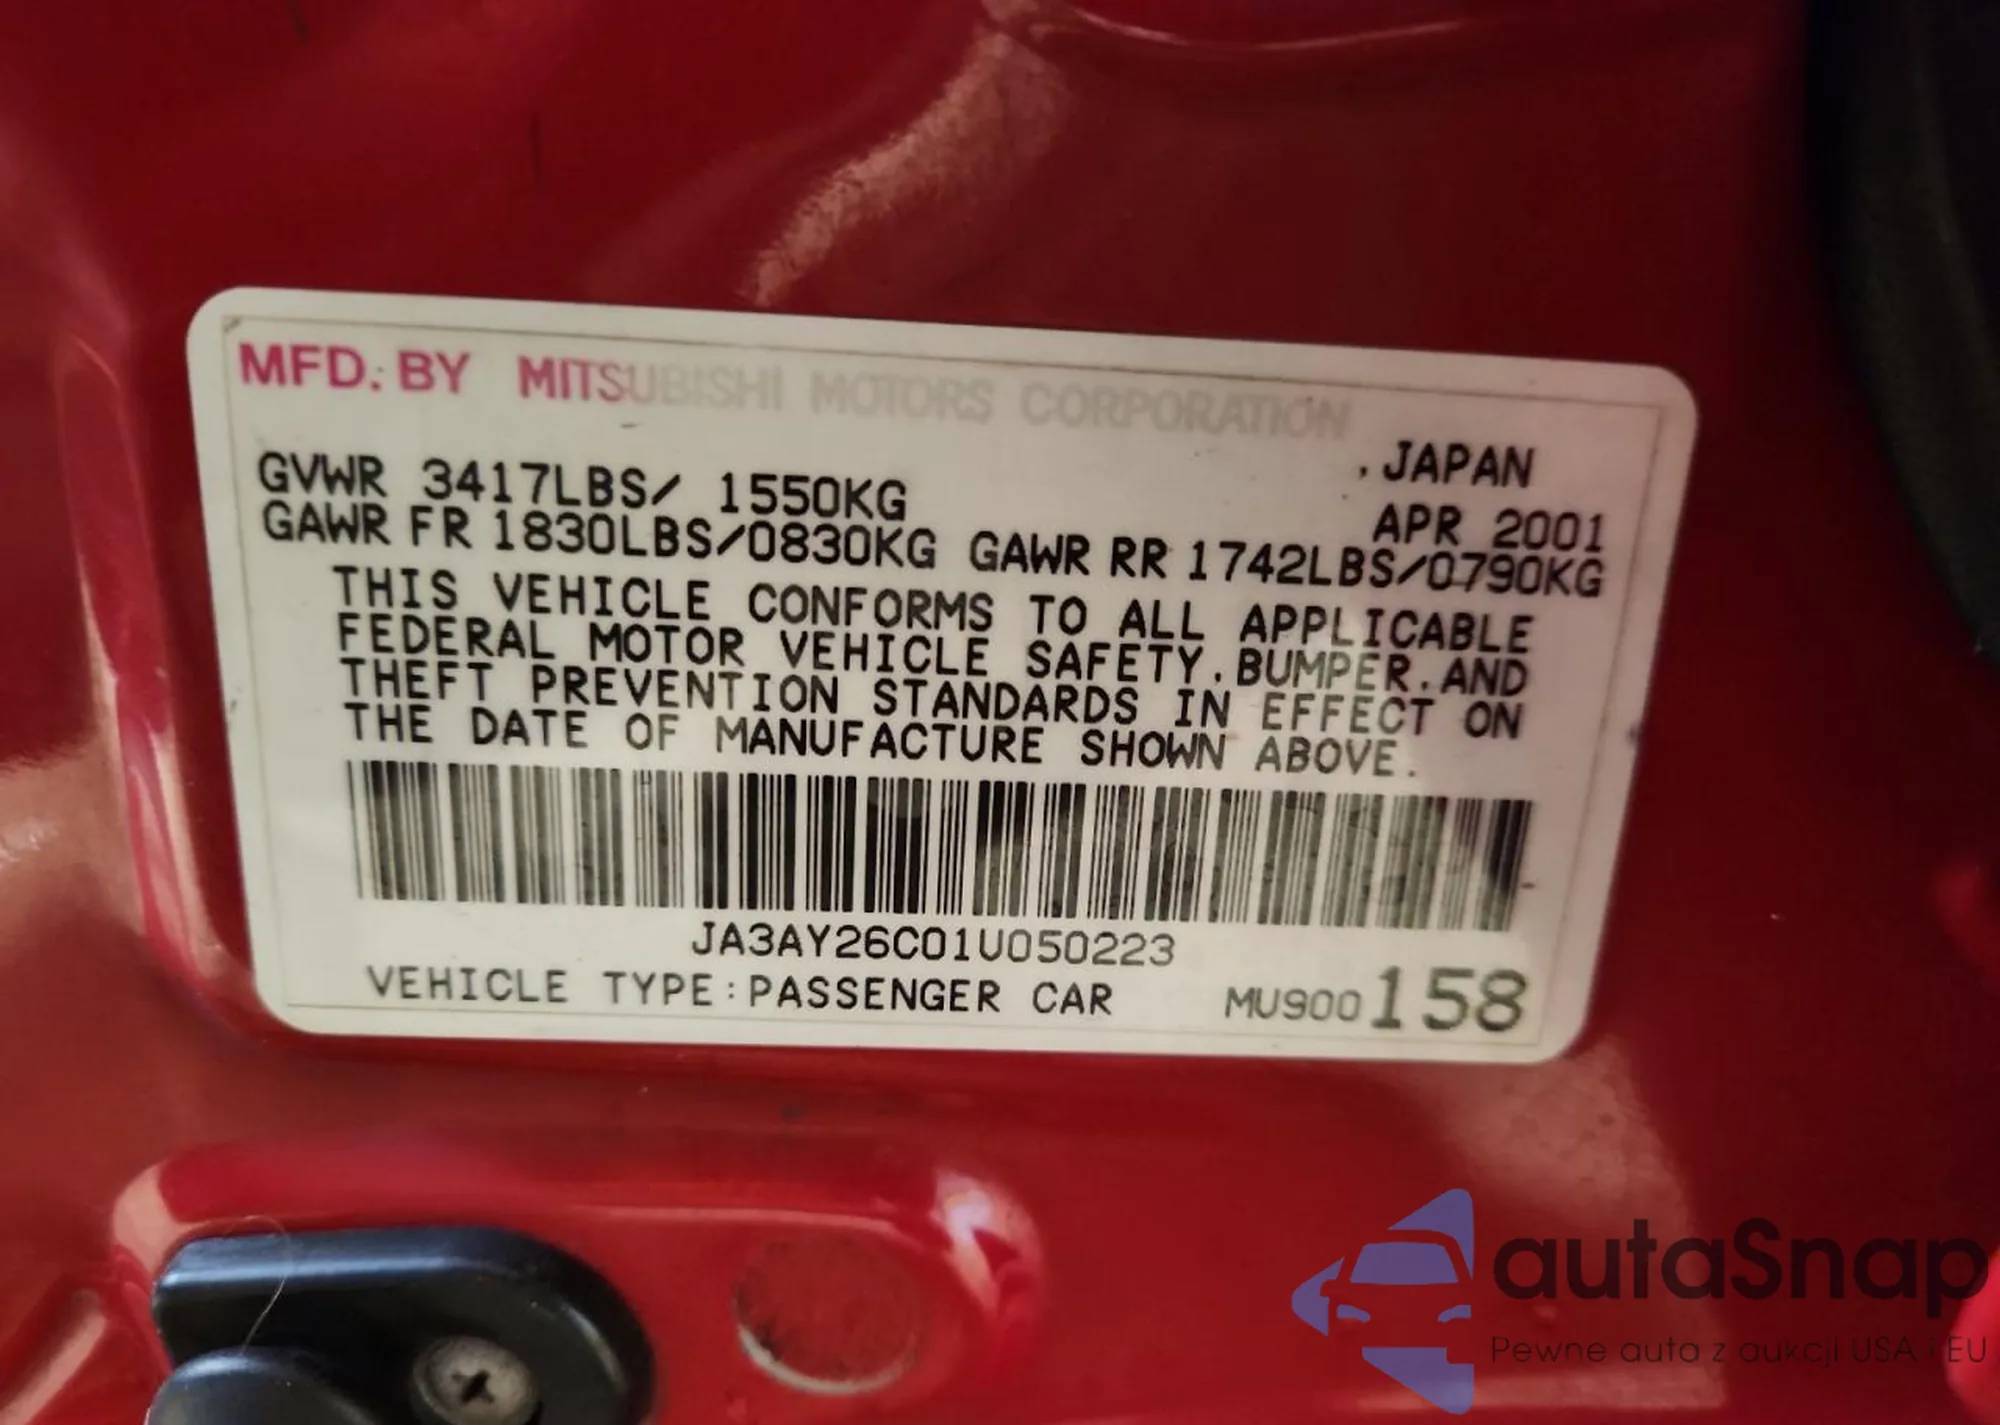 MFD. BY MITSUBISHI MOTORS CORPORATION
, JAPAN
GVWR 3417LBS/ 1550KG
APR 2001
GAWR FR 1830LBS/0830KG GAWR RR 1742LBS/0790KG
THIS VEHICLE CONFORMS TO ALL APPLICABLE
FEDERAL MOTOR VEHICLE SAFETY, BUMPER, AND
THEFT PREVENTION STANDARDS IN EFFECT ON
THE DATE OF MANUFACTURE SHOWN ABOVE.
JA3AY26C01U050223
VEHICLE TYPE:PASSENGER CAR MU900158
autaSnap
Pewne auta z aukcji USA i EU